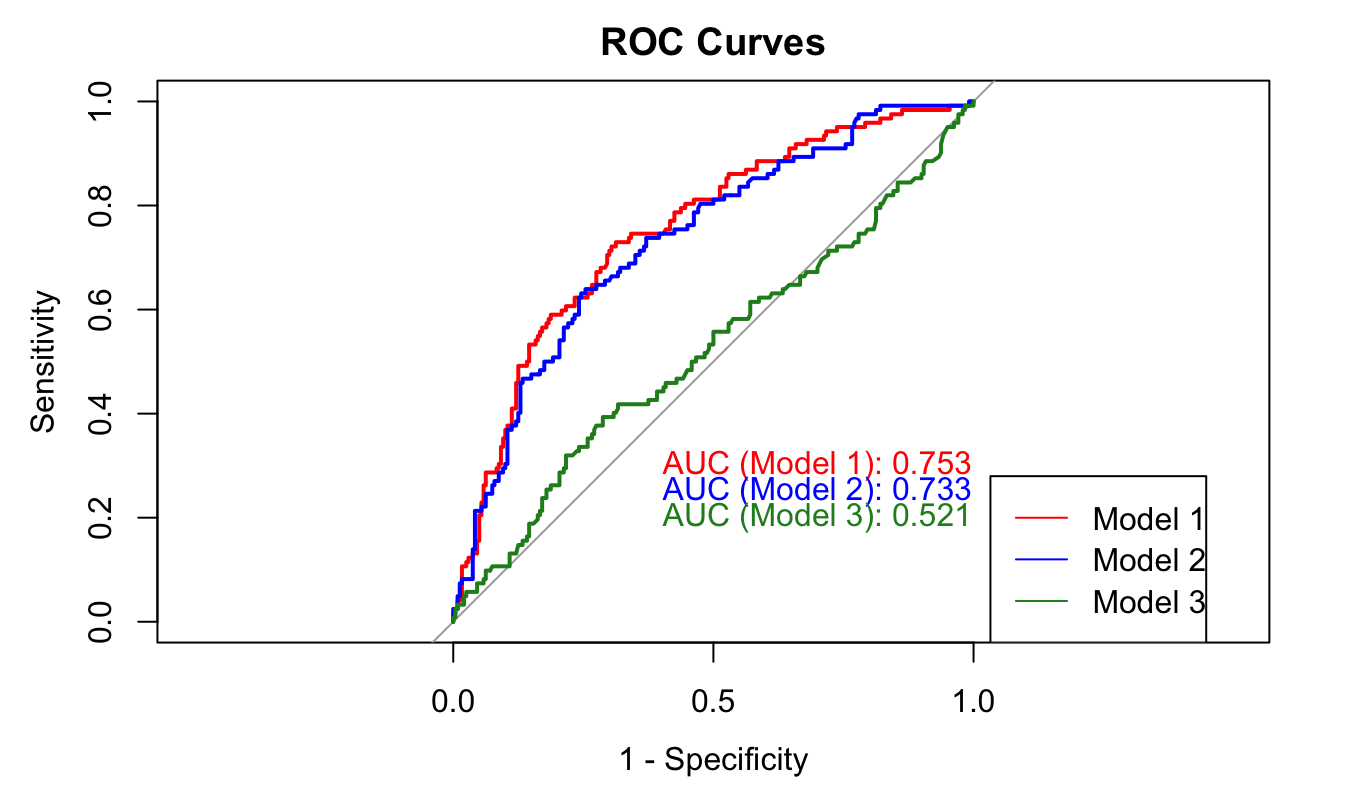 ROC Curves
Sensitivity
1.0
0.8
0.6
0.4
0.2
0.0
AUC (Model 1): 0.753
AUC (Model 2): 0.733
AUC (Model 3): 0.521
Model 1
Model 2
Model 3
0.0 0.5 1.0
1 - Specificity